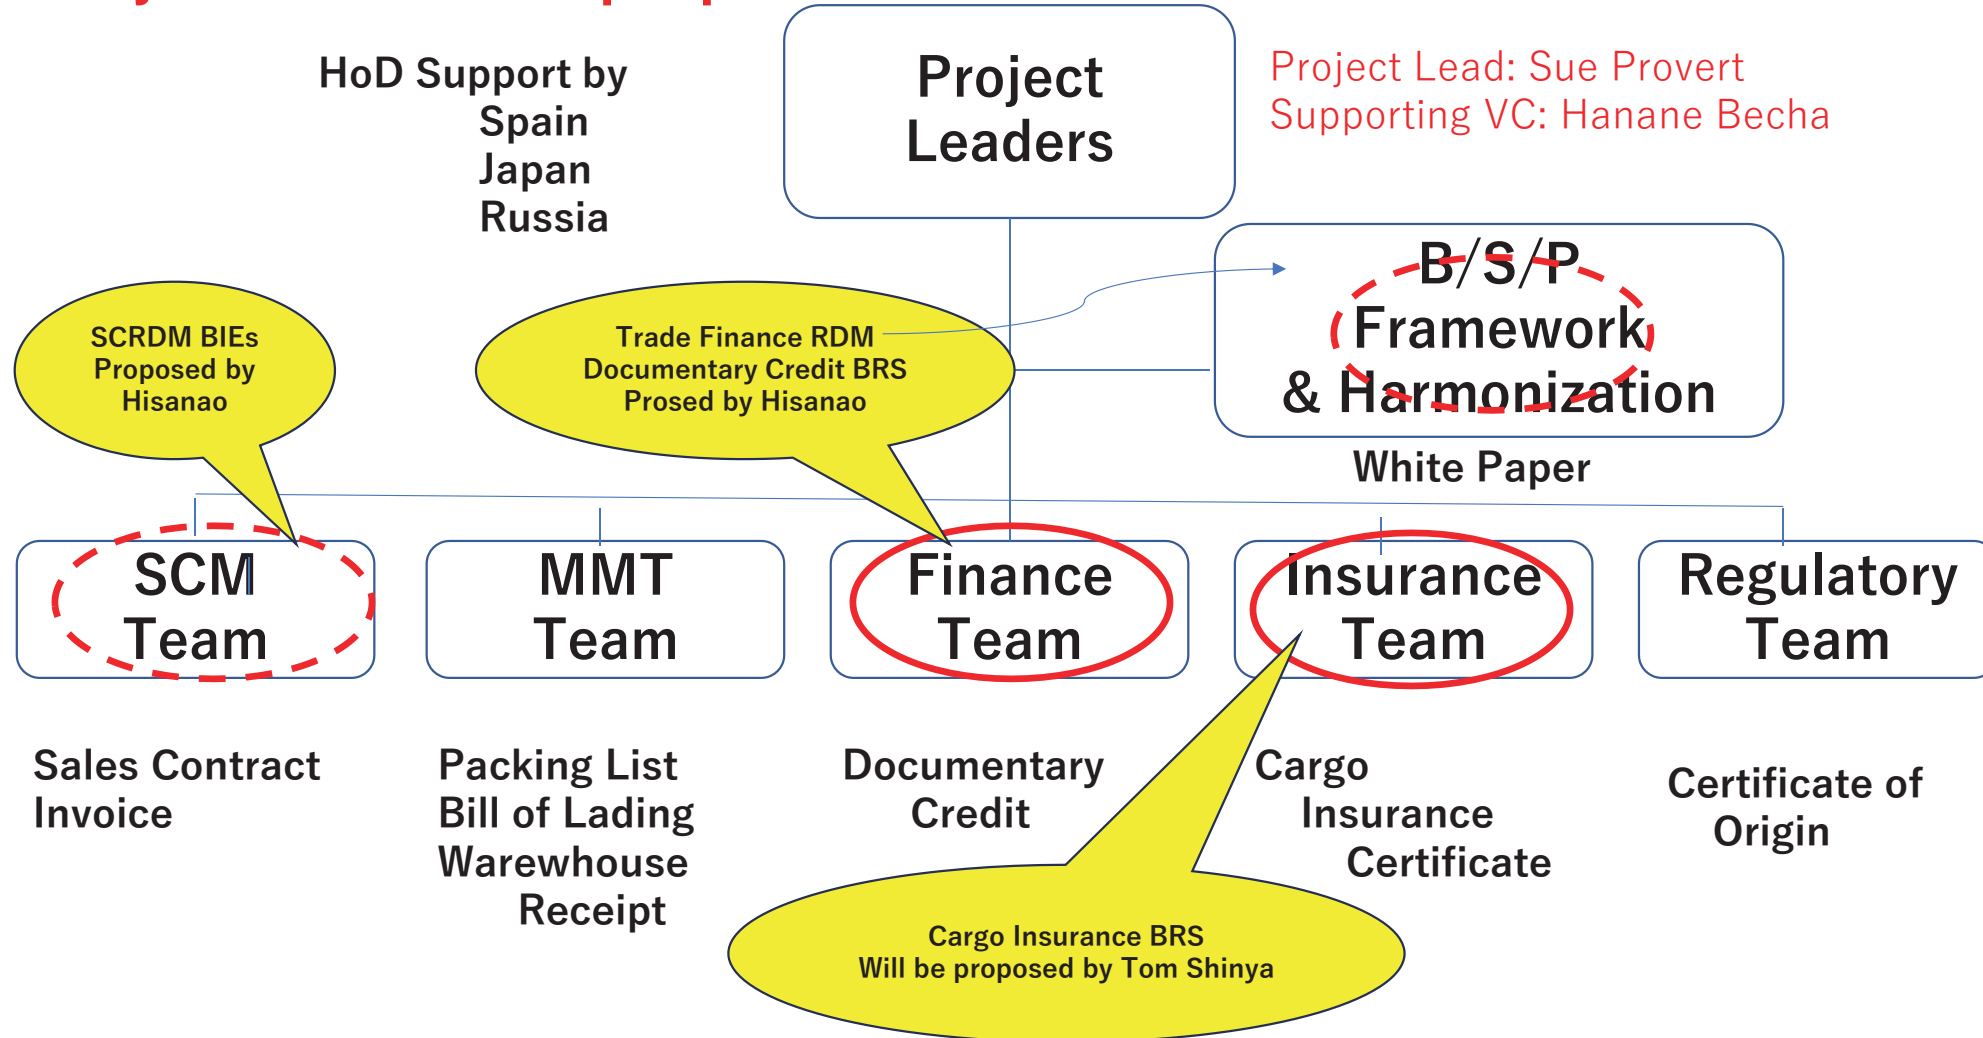 HoD Support by
Spain
Japan
Russia
Project
Leaders
Project Lead: Sue Provert
Supporting VC: Hanane Becha
B/S/P
Framework
& Harmonization
White Paper
SCRDM BIEs
Proposed by
Hisanao
Trade Finance RDM
Documentary Credit BRS
Prosed by Hisanao
SCM
Team
MMT
Team
Finance
Team
Insurance
Team
Regulatory
Team
Sales Contract
Invoice
Packing List
Bill of Lading
Warewhouse
Receipt
Documentary
Credit
Cargo
Insurance
Certificate
Certificate of
Origin
Cargo Insurance BRS
Will be proposed by Tom Shinya